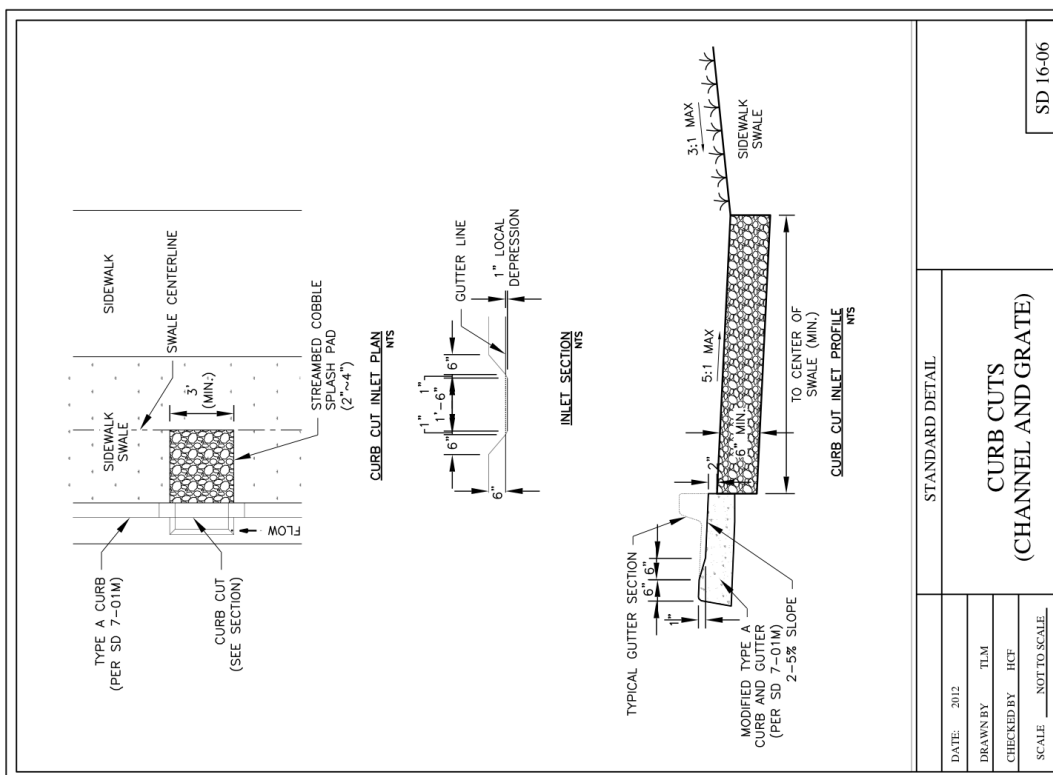 TYPE A CURB
(PER SD 7-01M)
CURB CUT
(SEE SECTION)
FLOW
SIDEWALK
SWALE
SIDEWALK
3'
(MIN.)
SWALE CENTERLINE
STREAMBED COBBLE
SPLASH PAD
(2"~4")
CURB CUT INLET PLAN
NTS
6"
6"
1"
1'-6"
1"
6"
GUTTER LINE
1" LOCAL
DEPRESSION
INLET SECTION
NTS
TYPICAL GUTTER SECTION
6"
6"
1"
MODIFIED TYPE A
CURB AND GUTTER
(PER SD 7-01M)
2-5% SLOPE
2"
6" MIN.
5:1 MAX
3:1 MAX
SIDEWALK
SWALE
TO CENTER OF
SWALE (MIN.)
CURB CUT INLET PROFILE
NTS
DATE: 2012
DRAWN BY TLM
CHECKED BY HCF
SCALE NOT TO SCALE
STANDARD DETAIL
CURB CUTS
(CHANNEL AND GRATE)
SD 16-06